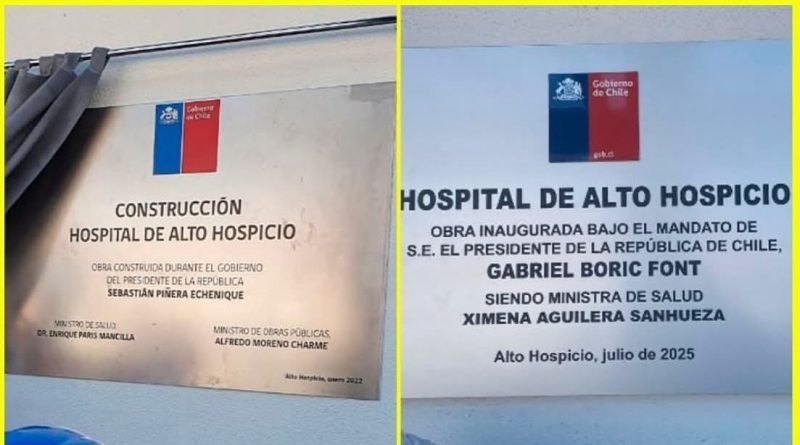 Gobierno
de Chile
CONSTRUCCIÓN
HOSPITAL DE ALTO HOSPICIO
OBRA CONSTRUIDA DURANTE EL GOBIERNO
DEL PRESIDENTE DE LA REPÚBLICA
SEBASTIÁN PIÑERA ECHENIQUE
MINISTRO DE SALUD
DR. ENRIQUE PARIS MANCILLA
MINISTRO DE OBRAS PÚBLICAS,
ALFREDO MORENO CHARME
Alto Hospicio, enero 2022
Gobierno
de Chile
gob.cl
HOSPITAL DE ALTO HOSPICIO
OBRA INAUGURADA BAJO EL MANDATO DE
S.E. EL PRESIDENTE DE LA REPÚBLICA DE CHILE,
GABRIEL BORIC FONT
SIENDO MINISTRA DE SALUD
XIMENA AGUILERA SANHUEZA
Alto Hospicio, julio de 2025